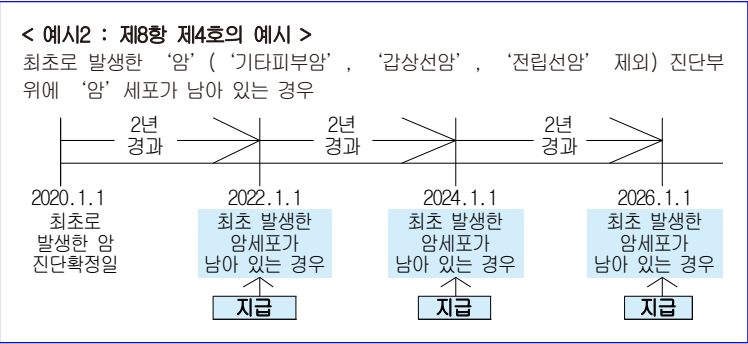 < 예시2 : 제8항 제4호의 예시 >
최초로 발생한 ‘암’ ( ‘기타피부암’ , ‘갑상선암’ , ‘전립선암’ 제외) 진단부
위에 ‘암’ 세포가 남아 있는 경우
2년 2년 2년
경과 경과 경과
2020.1.1 2022.1.1 2024.1.1 2026.1.1
최초로 최초 발생한 최초 발생한 최초 발생한
발생한 암 암세포가 암세포가 암세포가
진단확정일 남아 있는 경우 남아 있는 경우 남아 있는 경우
지급 지급 지급